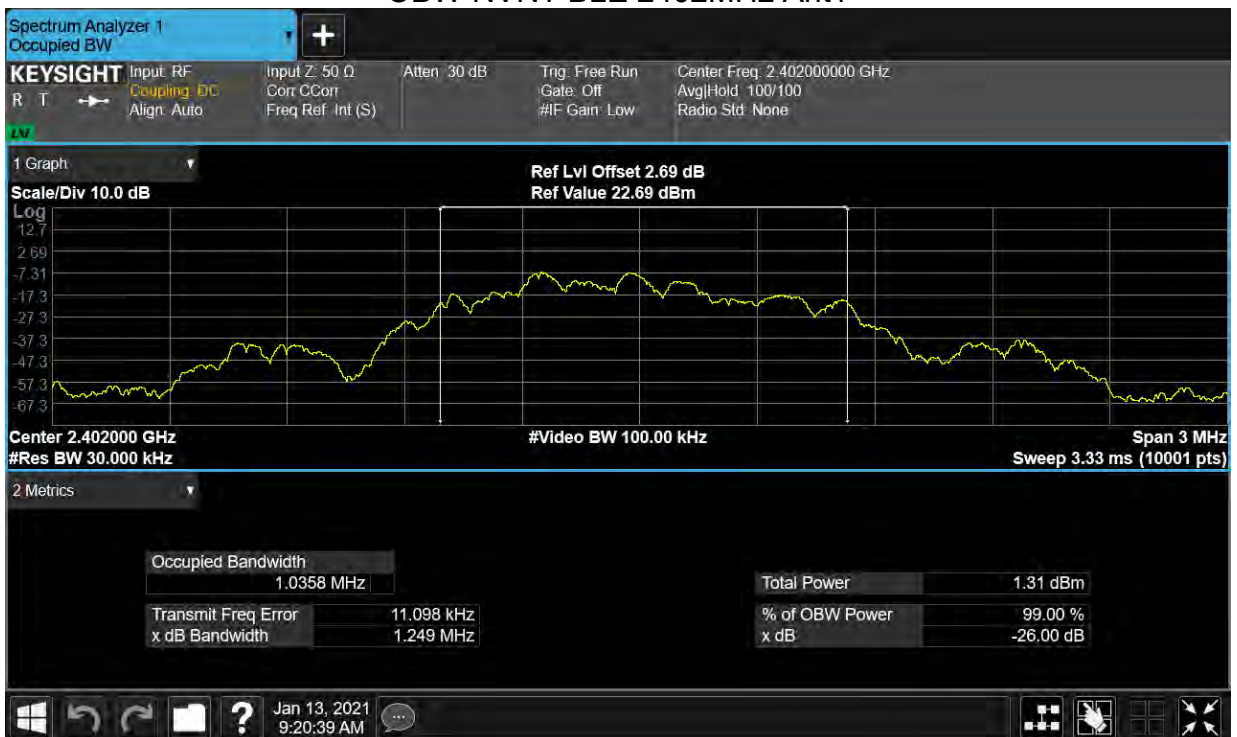 Spectrum Analyzer 1
Occupied BW
+
KEYSIGHT Input: RF Input Z: 50 Ω Atten: 30 dB Trig: Free Run Center Freq: 2.402000000 GHz
R T Coupling: DC Corr CCorr Gate: Off Avg|Hold: 100/100
Align: Auto Freq Ref: Int (S) #IF Gain: Low Radio Std: None
1 Graph
Ref Lvl Offset 2.69 dB
Scale/Div 10.0 dB Ref Value 22.69 dBm
Log
12.7
2.69
-7.31
-17.3
-27.3
-37.3
-47.3
-57.3
-67.3
Center 2.402000 GHz #Video BW 100.00 kHz Span 3 MHz
#Res BW 30.000 kHz Sweep 3.33 ms (10001 pts)
2 Metrics
Occupied Bandwidth
1.0358 MHz Total Power 1.31 dBm
Transmit Freq Error 11.098 kHz % of OBW Power 99.00 %
x dB Bandwidth 1.249 MHz x dB -26.00 dB
? Jan 13, 2021
9:20:39 AM